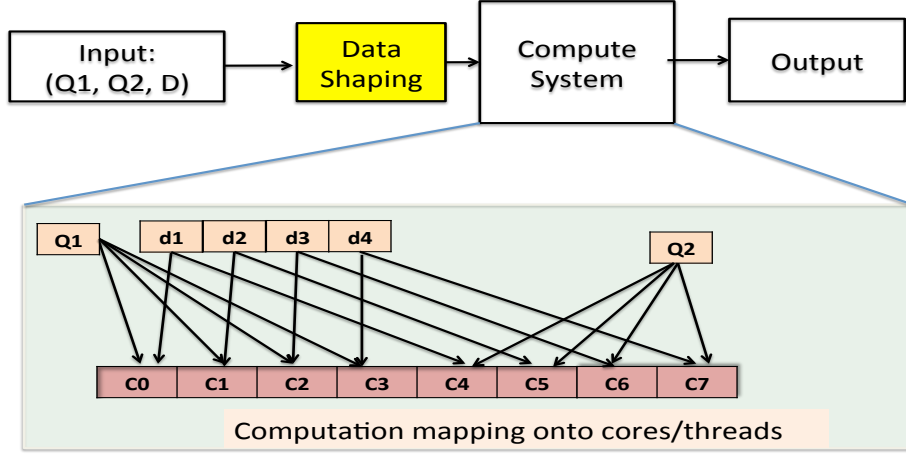 Input:
(Q1, Q2, D)
Data
Shaping
Compute
System
Output
Q1
d1 d2 d3 d4
Q2
C0 C1 C2 C3 C4 C5 C6 C7
Computation mapping onto cores/threads